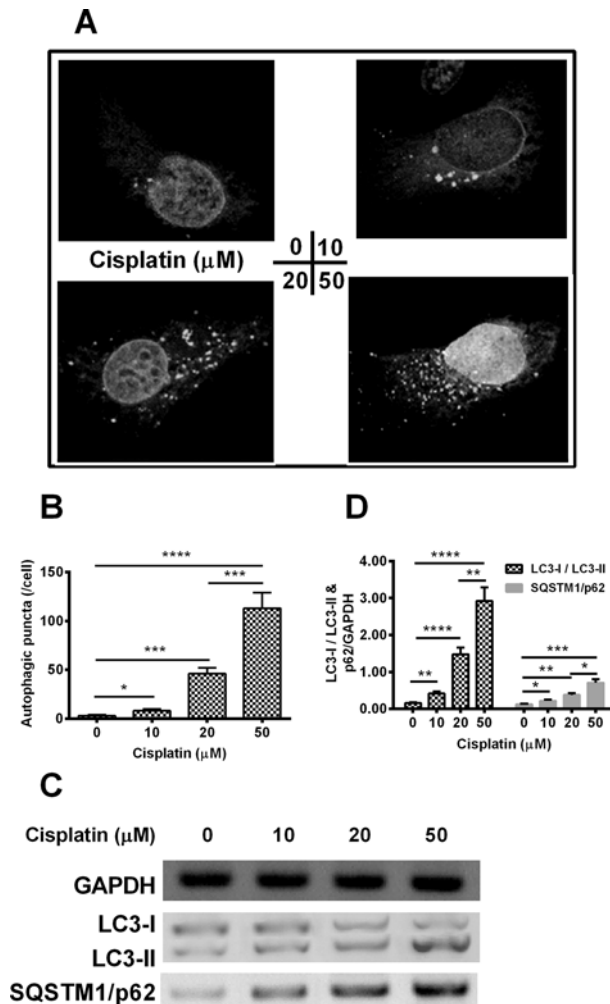 A
Cisplatin (μM)
0 10
20 50
B
****
***
***
*
Autophagic puncta (/cell)
150
100
50
0
0 10 20 50
Cisplatin (μM)
D
LC3-I / LC3-II
SQSTM1/p62
****
**
****
**
***
**
*
*
LC3-I / LC3-II &
p62/GAPDH
4.00
3.00
2.00
1.00
0.00
0 10 20 50 0 10 20 50
Cisplatin (μM)
C
Cisplatin (μM) 0 10 20 50
GAPDH
LC3-I
LC3-II
SQSTM1/p62